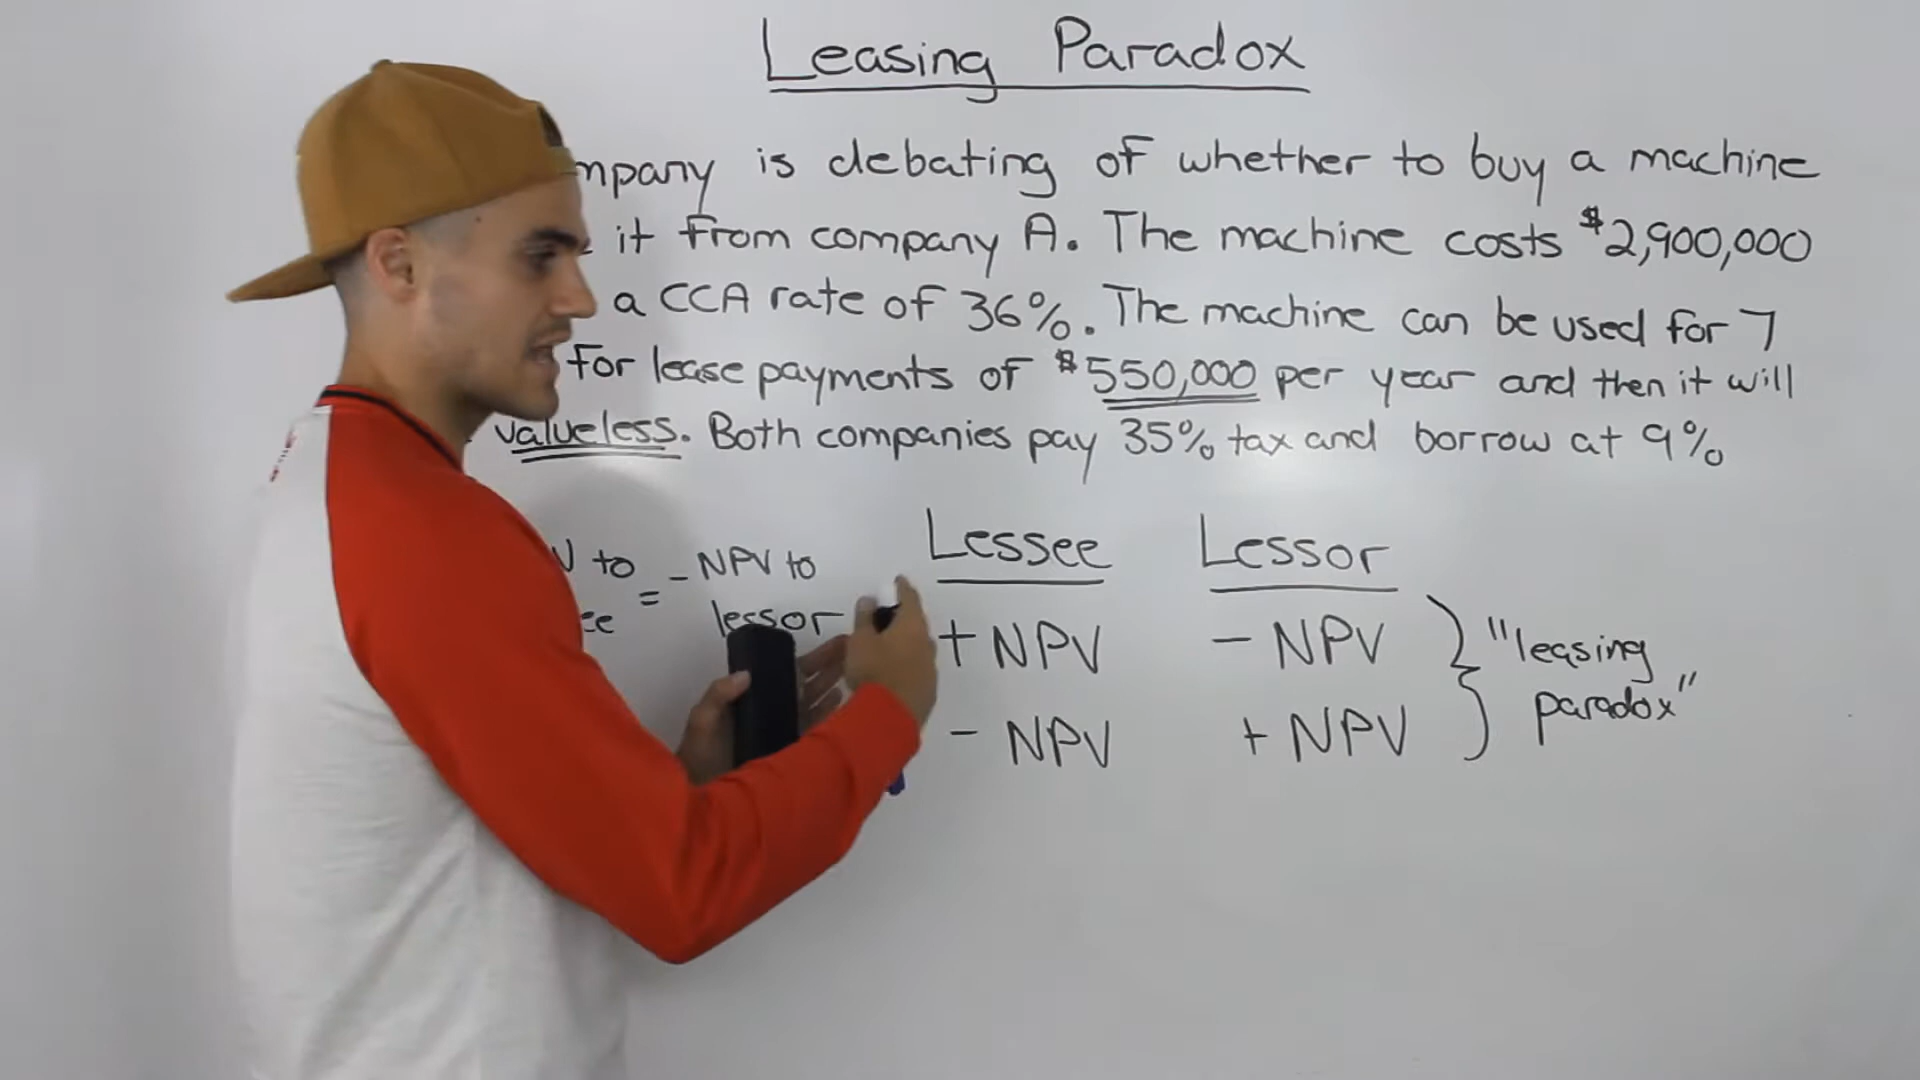 Leasing Paradox
is debating of whether to buy a machine
it from company A. The machine costs $2,900,000
a CCA rate of 36%. The machine can be used for 7
for lease payments of $550,000 per year and then it will
valueless. Both companies pay 35% tax and borrow at 9%
to = - NPV to
lessor
Lessee Lessor
+ NPV - NPV
- NPV + NPV
"leasing
paradox"